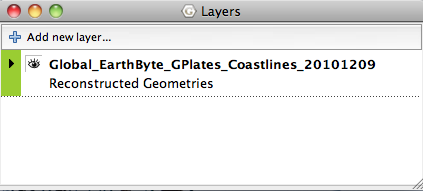 Layers
Add new layer...
Global_EarthByte_GPlates_Coastlines_20101209
Reconstructed Geometries